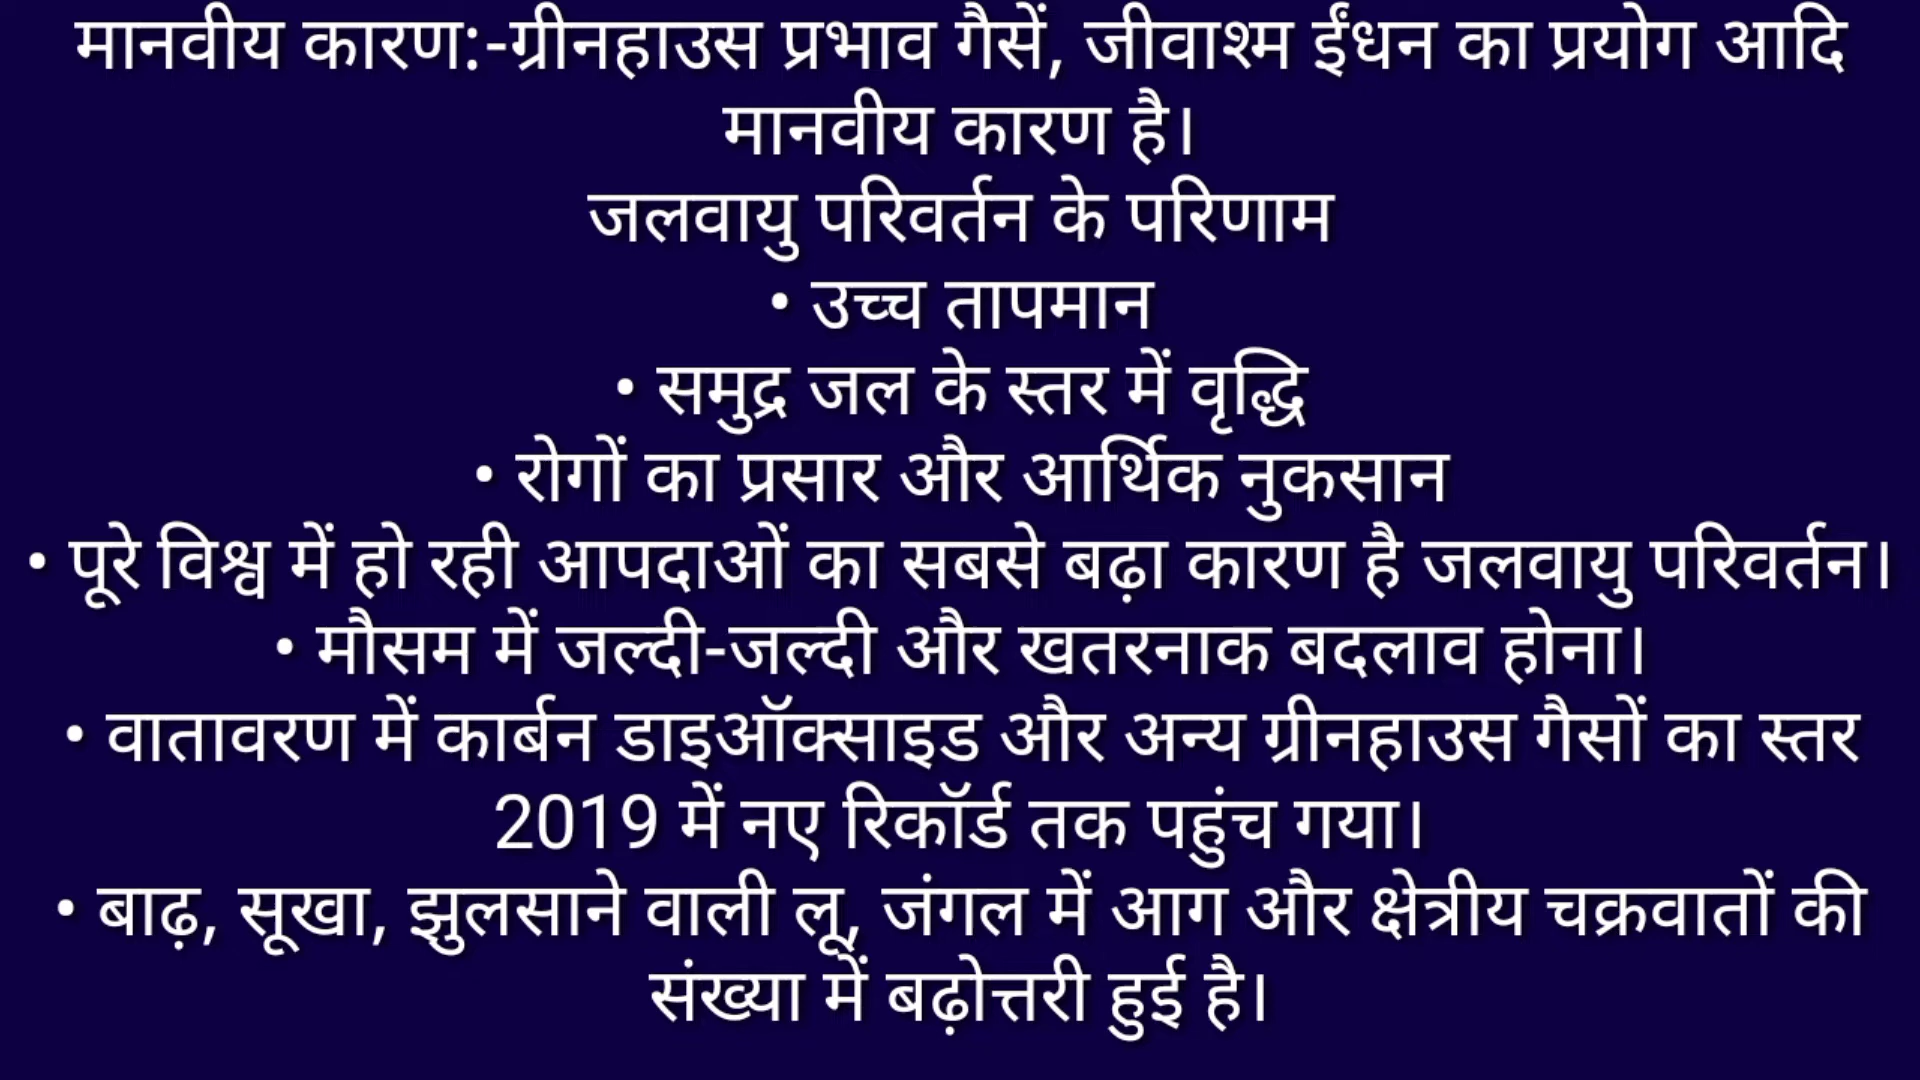 मानवीय कारण:-ग्रीनहाउस प्रभाव गैसें, जीवाश्म ईंधन का प्रयोग आदि
मानवीय कारण है।
जलवायु परिवर्तन के परिणाम
• उच्च तापमान
• समुद्र जल के स्तर में वृद्धि
• रोगों का प्रसार और आर्थिक नुकसान
• पूरे विश्व में हो रही आपदाओं का सबसे बढ़ा कारण है जलवायु परिवर्तन।
• मौसम में जल्दी-जल्दी और खतरनाक बदलाव होना।
• वातावरण में कार्बन डाइऑक्साइड और अन्य ग्रीनहाउस गैसों का स्तर
2019 में नए रिकॉर्ड तक पहुंच गया।
• बाढ़, सूखा, झुलसाने वाली लू, जंगल में आग और क्षेत्रीय चक्रवातों की
संख्या में बढ़ोत्तरी हुई है।